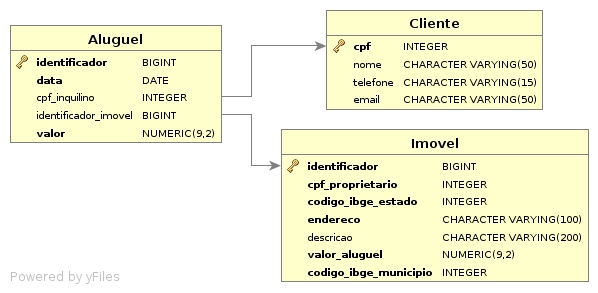 Aluguel
identificador BIGINT
data DATE
cpf_inquilino INTEGER
identificador_imovel BIGINT
valor NUMERIC(9,2)
Cliente
cpf INTEGER
nome CHARACTER VARYING(50)
telefone CHARACTER VARYING(15)
email CHARACTER VARYING(50)
Imovel
identificador BIGINT
cpf_proprietario INTEGER
codigo_ibge_estado INTEGER
endereco CHARACTER VARYING(100)
descricao CHARACTER VARYING(200)
valor_aluguel NUMERIC(9,2)
codigo_ibge_municipio INTEGER
Powered by yFiles